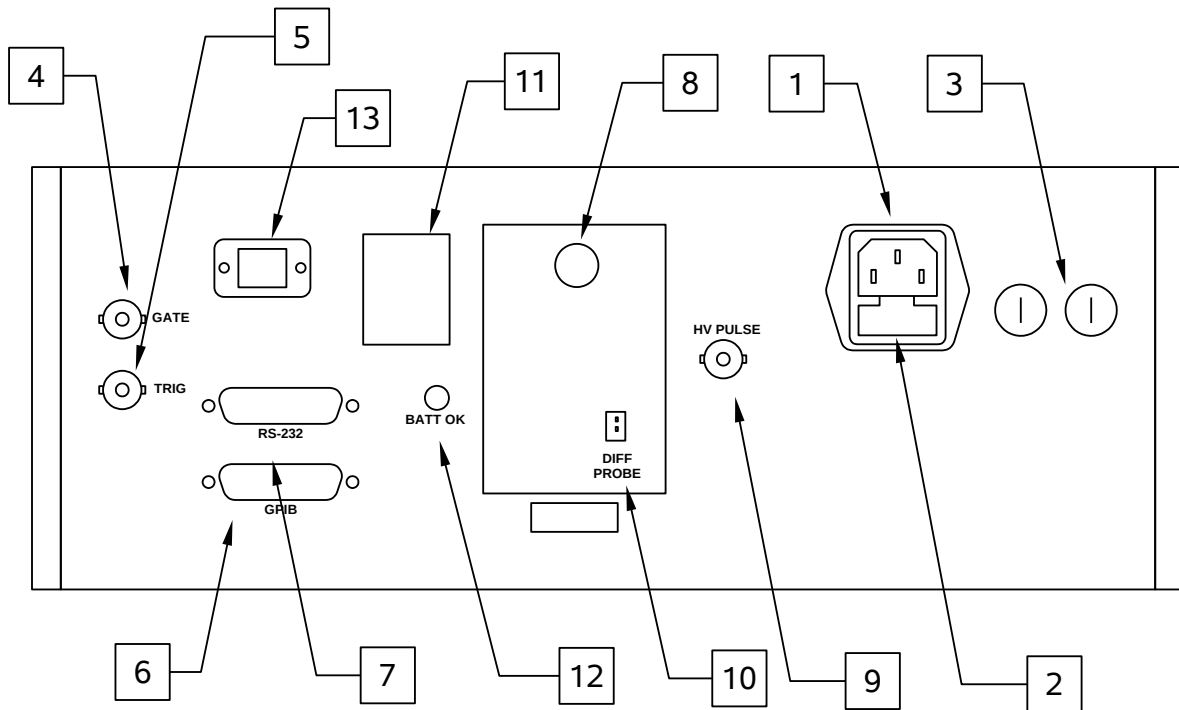 5
4
11
8
1
3
13
GATE
HV PULSE
TRIG
BATT OK
RS-232
DIFF
PROBE
GPIB
6
7
12
10
9
2